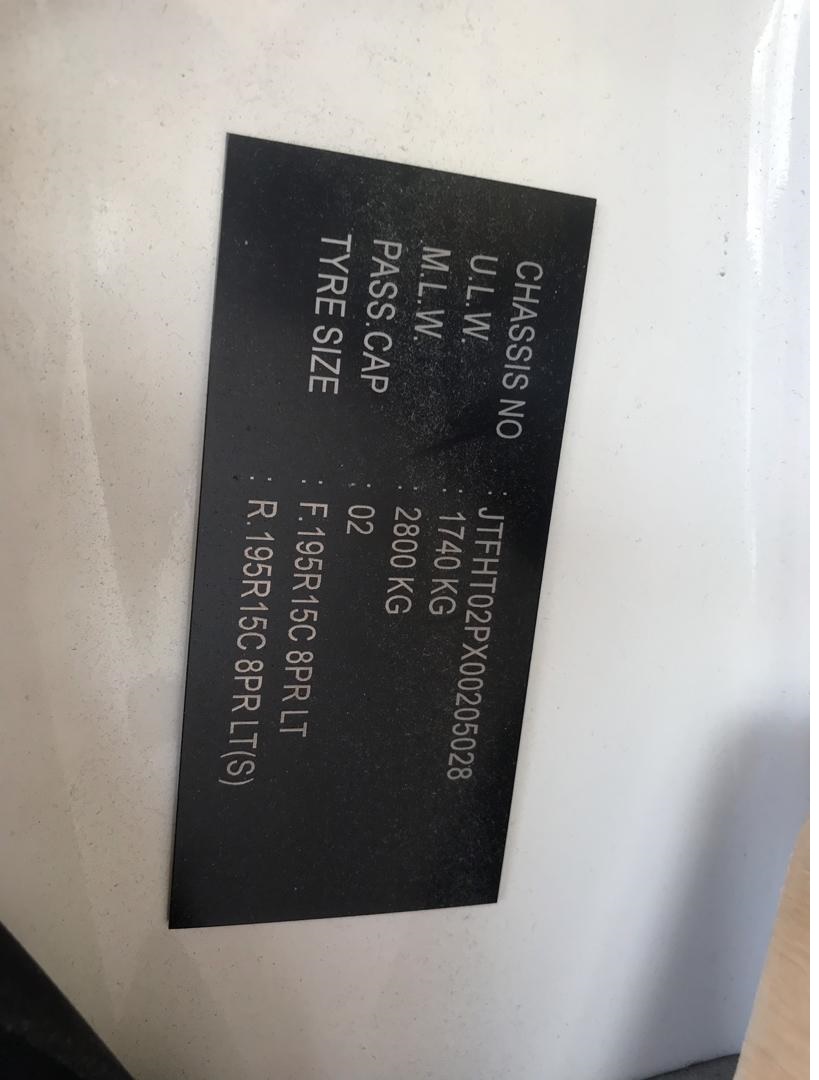 CHASSIS NO : JTFHT02PX00205028
U.L.W. : 1740 KG
M.L.W. : 2800 KG
PASS.CAP : 02
TYRE SIZE : F.195R15C 8PR LT
: R.195R15C 8PR LT(S)